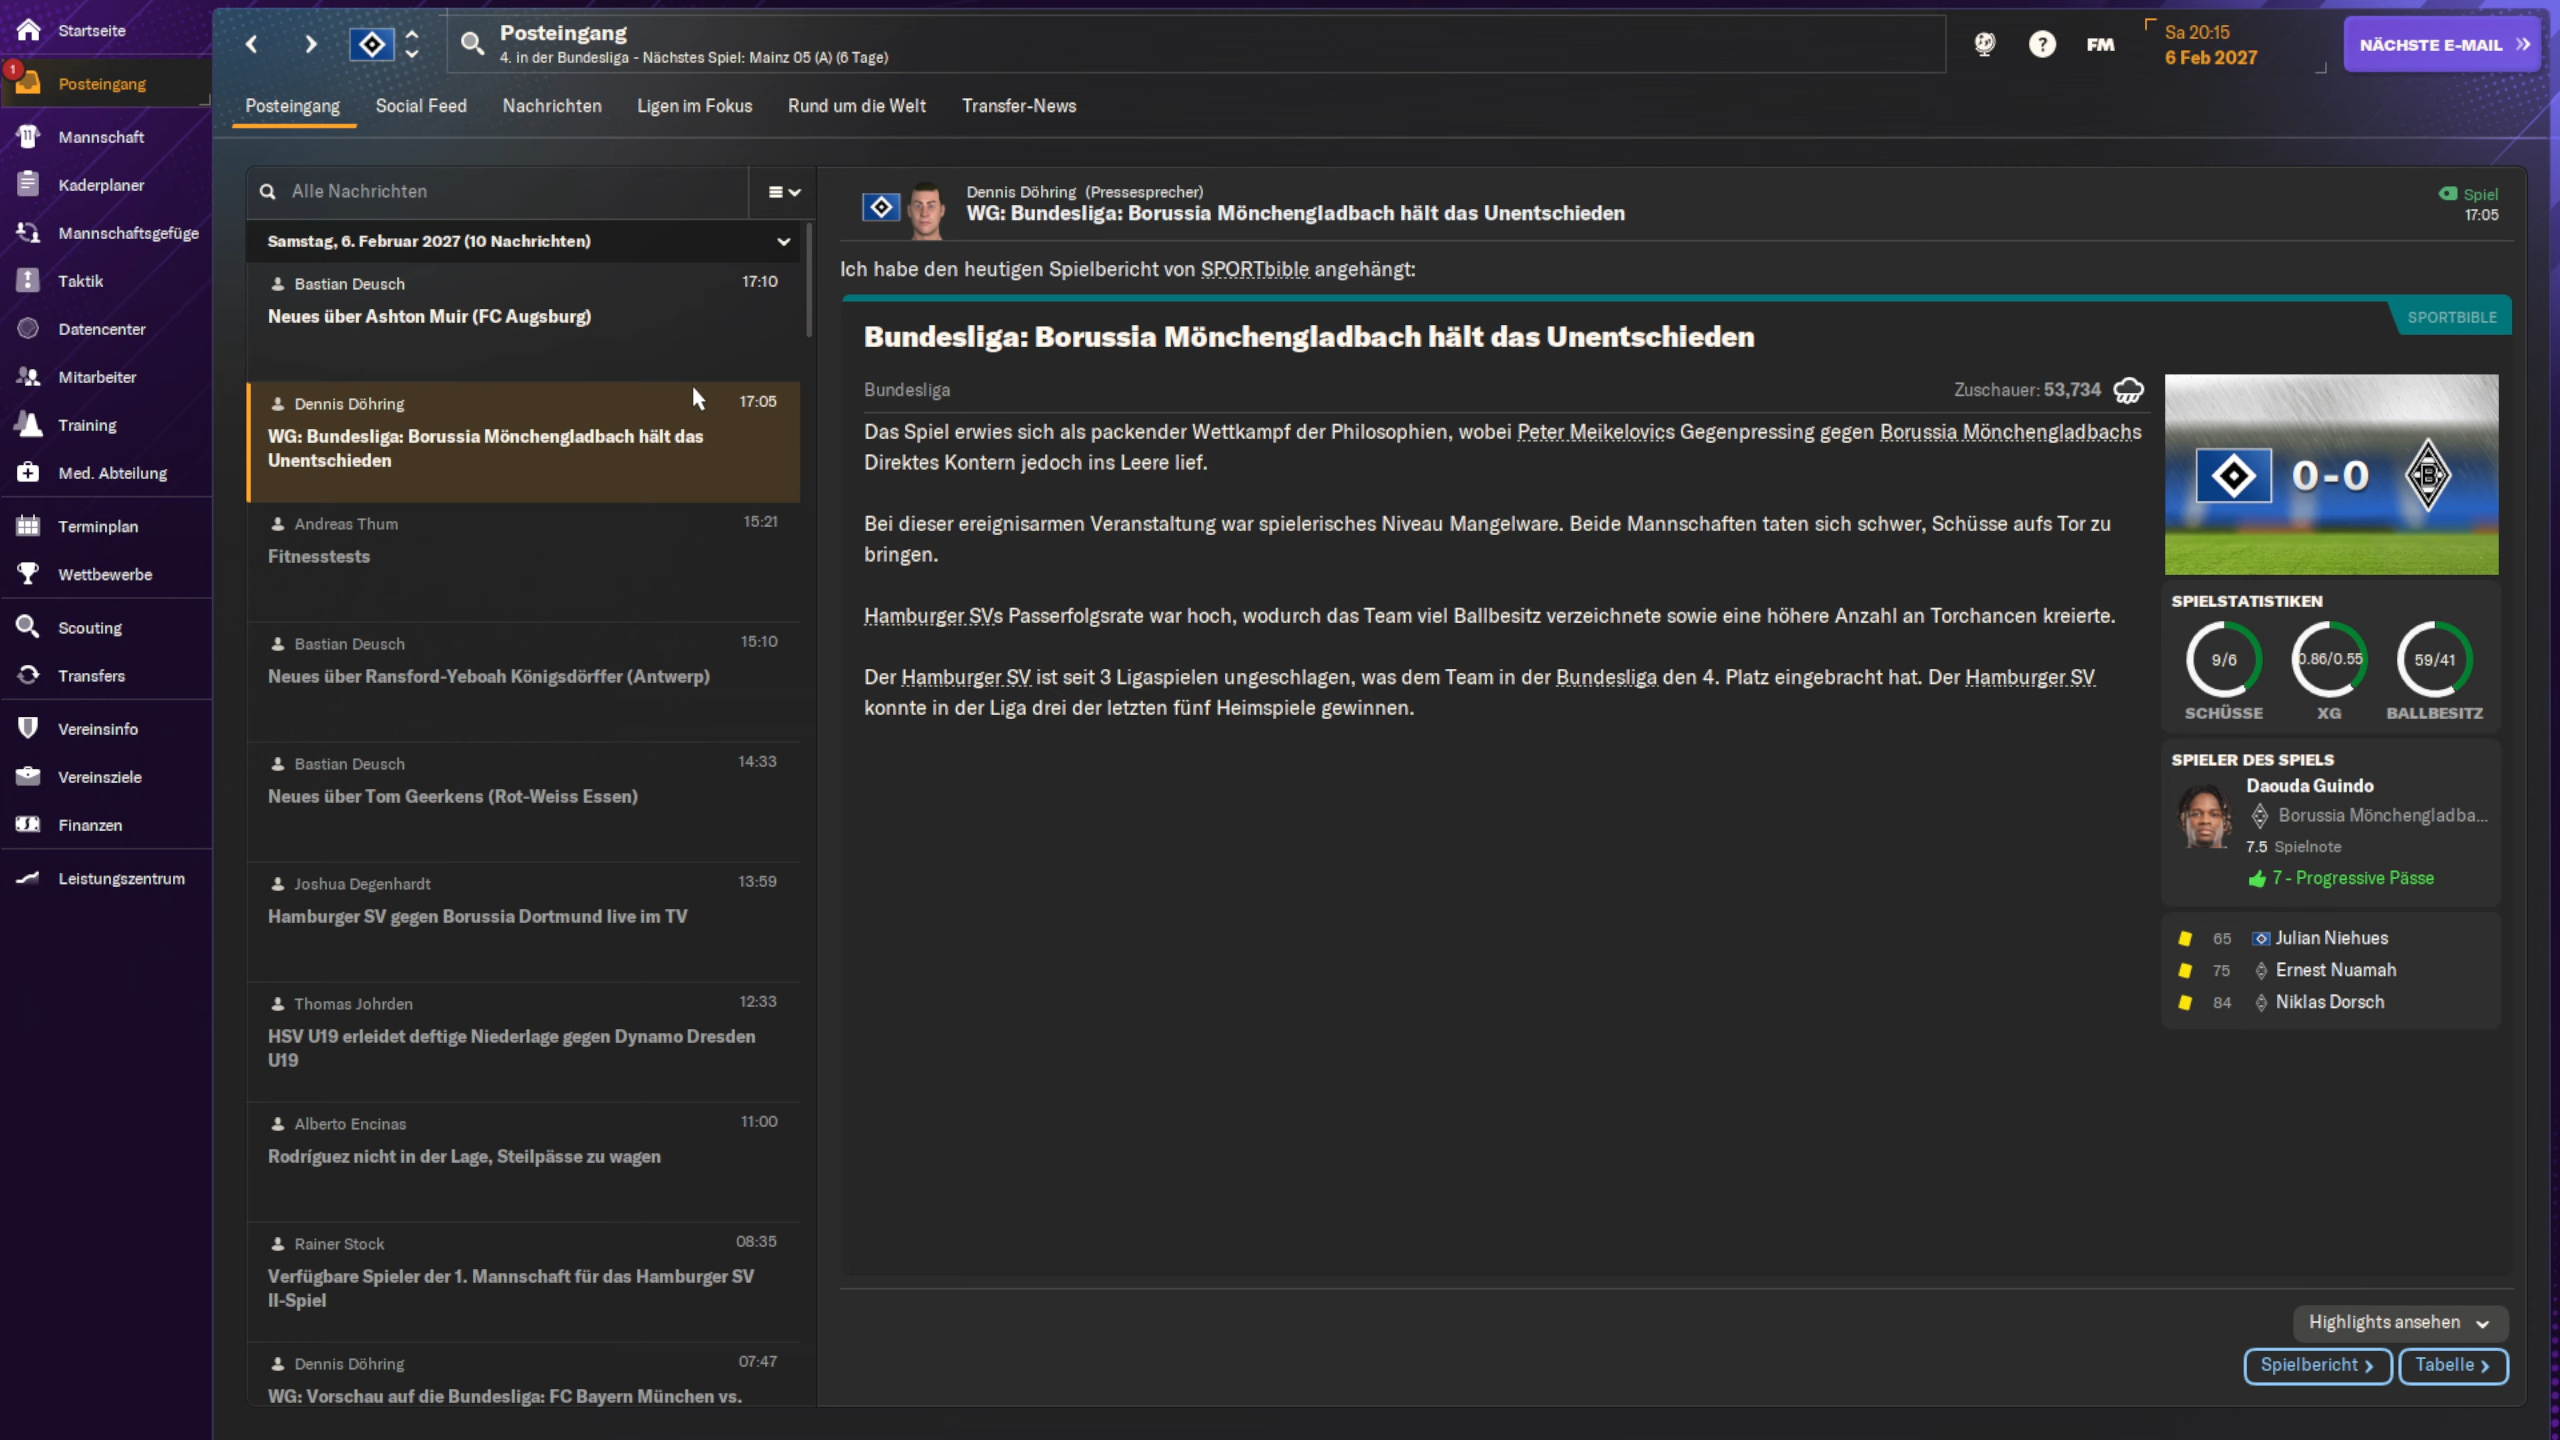 Startseite
1
Posteingang
Mannschaft
Kaderplaner
Mannschaftsgefüge
Taktik
Datencenter
Mitarbeiter
Training
Med. Abteilung
Terminplan
Wettbewerbe
Scouting
Transfers
Vereinsinfo
Vereinsziele
Finanzen
Leistungszentrum
Posteingang
4. in der Bundesliga - Nächstes Spiel: Mainz 05 (A) (6 Tage)
?
FM
Sa 20:15
6 Feb 2027
NÄCHSTE E-MAIL
Posteingang Social Feed Nachrichten Ligen im Fokus Rund um die Welt Transfer-News
Alle Nachrichten
Samstag, 6. Februar 2027 (10 Nachrichten)
Bastian Deusch 17:10
Neues über Ashton Muir (FC Augsburg)
Dennis Döhring 17:05
WG: Bundesliga: Borussia Mönchengladbach hält das
Unentschieden
Andreas Thum 15:21
Fitnesstests
Bastian Deusch 15:10
Neues über Ransford-Yeboah Königsdörffer (Antwerp)
Bastian Deusch 14:33
Neues über Tom Geerkens (Rot-Weiss Essen)
Joshua Degenhardt 13:59
Hamburger SV gegen Borussia Dortmund live im TV
Thomas Johrden 12:33
HSV U19 erleidet deftige Niederlage gegen Dynamo Dresden
U19
Alberto Encinas 11:00
Rodríguez nicht in der Lage, Steilpässe zu wagen
Rainer Stock 08:35
Verfügbare Spieler der 1. Mannschaft für das Hamburger SV
II-Spiel
Dennis Döhring 07:47
WG: Vorschau auf die Bundesliga: FC Bayern München vs.
Dennis Döhring (Pressesprecher)
WG: Bundesliga: Borussia Mönchengladbach hält das Unentschieden
Spiel
17:05
Ich habe den heutigen Spielbericht von SPORTbible angehängt:
SPORTBIBLE
Bundesliga: Borussia Mönchengladbach hält das Unentschieden
Bundesliga Zuschauer: 53,734
Das Spiel erwies sich als packender Wettkampf der Philosophien, wobei Peter Meikelovics Gegenpressing gegen Borussia Mönchengladbachs
Direktes Kontern jedoch ins Leere lief.
Bei dieser ereignisarmen Veranstaltung war spielerisches Niveau Mangelware. Beide Mannschaften taten sich schwer, Schüsse aufs Tor zu
bringen.
Hamburger SVs Passerfolgsrate war hoch, wodurch das Team viel Ballbesitz verzeichnete sowie eine höhere Anzahl an Torchancen kreierte.
Der Hamburger SV ist seit 3 Ligaspielen ungeschlagen, was dem Team in der Bundesliga den 4. Platz eingebracht hat. Der Hamburger SV
konnte in der Liga drei der letzten fünf Heimspiele gewinnen.
0-0
SPIELSTATISTIKEN
9/6 0.86/0.55 59/41
SCHÜSSE XG BALLBESITZ
SPIELER DES SPIELS
Daouda Guindo
Borussia Mönchengladba...
7.5 Spielnote
7 - Progressive Pässe
65 Julian Niehues
75 Ernest Nuamah
84 Niklas Dorsch
Highlights ansehen
Spielbericht
Tabelle